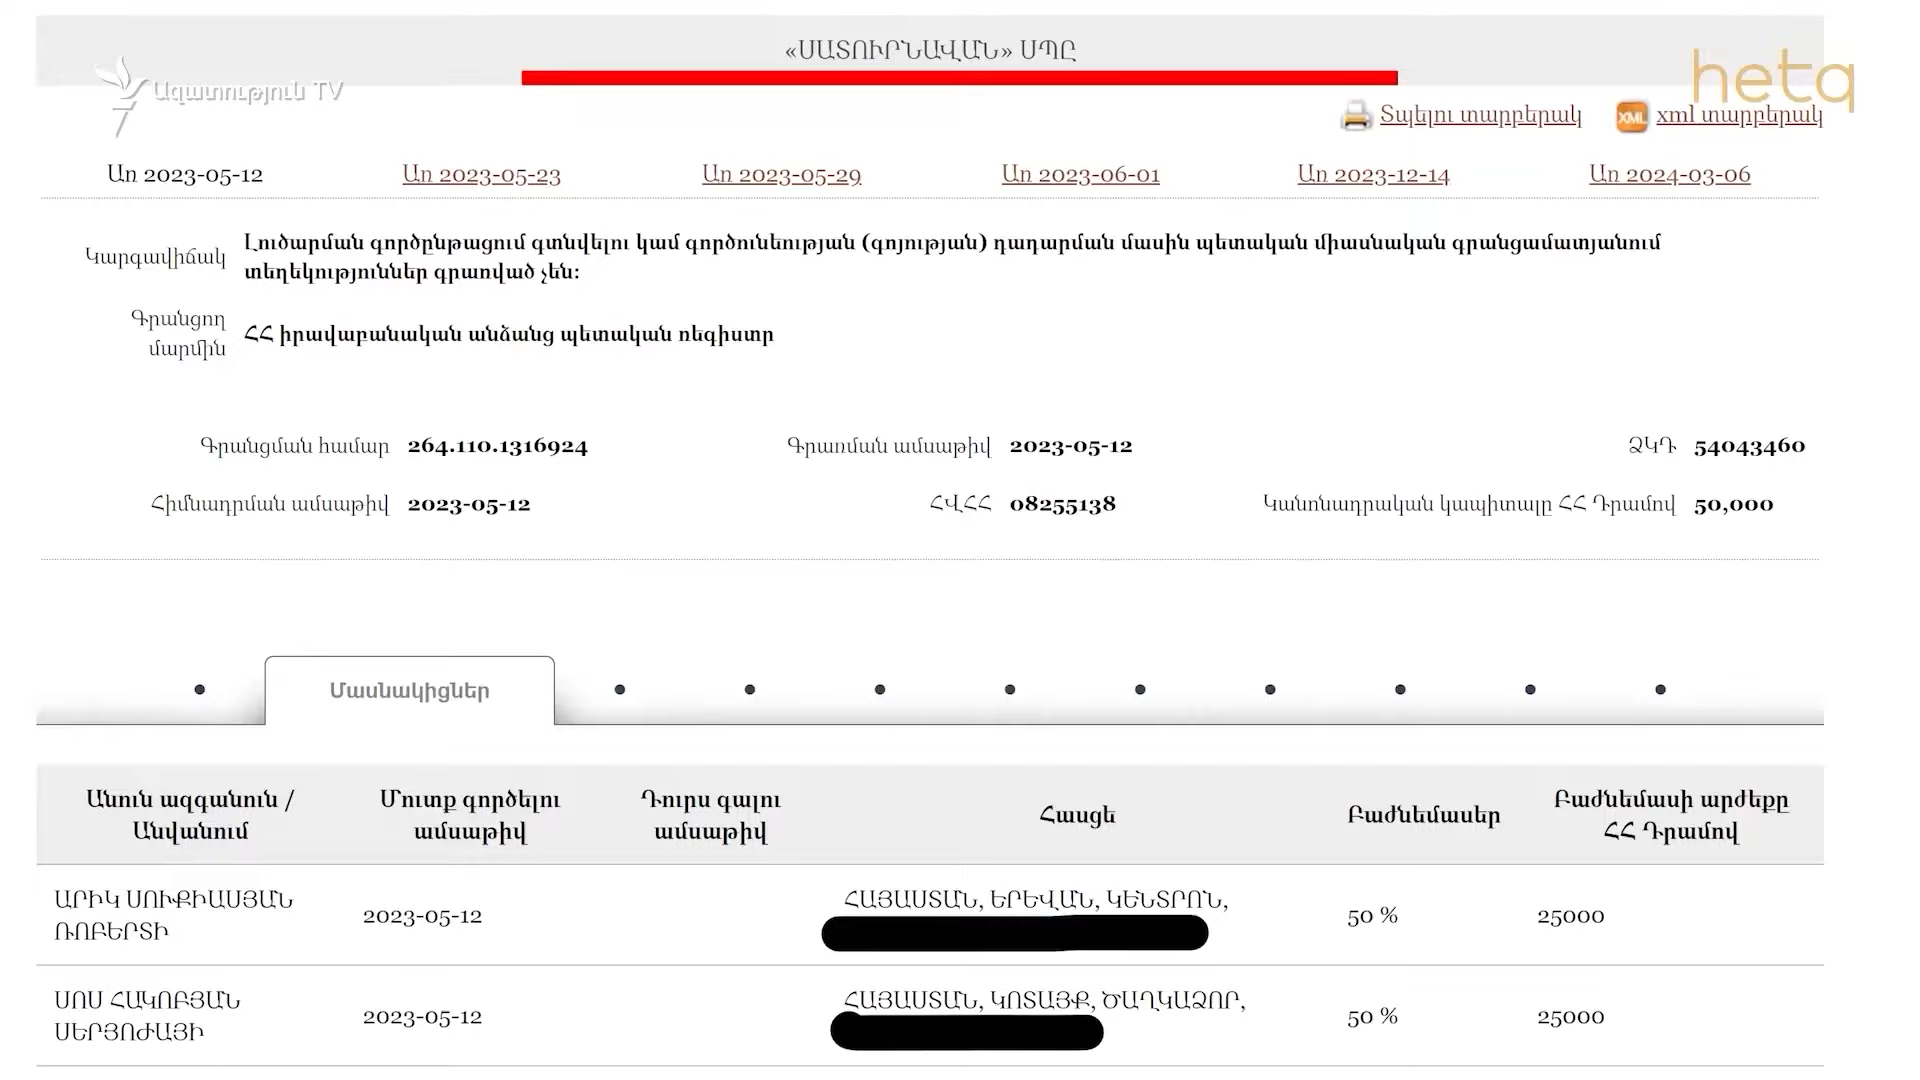 «ՍԱՏՈՒՐՆԱՎԱՆ» ՍՊԸ
Ազատություն TV
hetq
Տպելու տարբերակ
XML xml տարբերակ
Առ 2023-05-12 Առ 2023-05-23 Առ 2023-05-29 Առ 2023-06-01 Առ 2023-12-14 Առ 2024-03-06
Կարգավիճակ
Լուծարման գործընթացում գտնվելու կամ գործունեության (գոյության) դադարման մասին պետական միասնական գրանցամատյանում
տեղեկություններ գրառված չեն:
Գրանցող
մարմին
ՀՀ իրավաբանական անձանց պետական ռեգիստր
Գրանցման համար 264.110.1316924 Գրառման ամսաթիվ 2023-05-12 ՁԿԴ 54043460
Հիմնադրման ամսաթիվ 2023-05-12 ՀՎՀՀ 08255138 Կանոնադրական կապիտալը ՀՀ Դրամով 50,000
Մասնակիցներ
Անուն ազգանուն /
Անվանում
Մուտք գործելու
ամսաթիվ
Դուրս գալու
ամսաթիվ
Հասցե
Բաժնեմասեր
Բաժնեմասի արժեքը
ՀՀ Դրամով
ԱՐԻԿ ՍՈՒՔԻԱՍՅԱՆ
ՌՈԲԵՐՏԻ
2023-05-12
ՀԱՅԱՍՏԱՆ, ԵՐԵՎԱՆ, ԿԵՆՏՐՈՆ,
50 %
25000
ՍՈՍ ՀԱԿՈԲՅԱՆ
ՍԵՐՅՈԺԱՅԻ
2023-05-12
ՀԱՅԱՍՏԱՆ, ԿՈՏԱՅՔ, ԾԱՂԿԱՁՈՐ,
50 %
25000